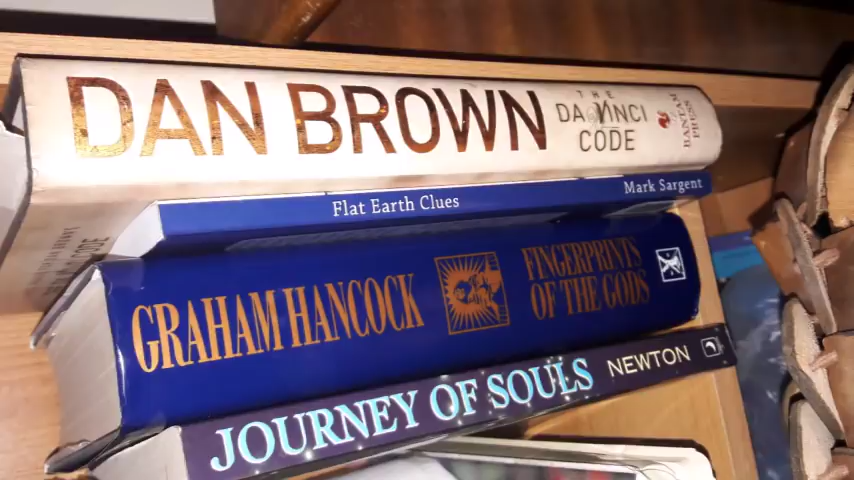 DAN BROWN
THE
DA VINCI
CODE
BANTAM
PRESS
Flat Earth Clues
Mark Sargent
GRAHAM HANCOCK
FINGERPRINTS
OF THE GODS
JOURNEY OF SOULS
NEWTON